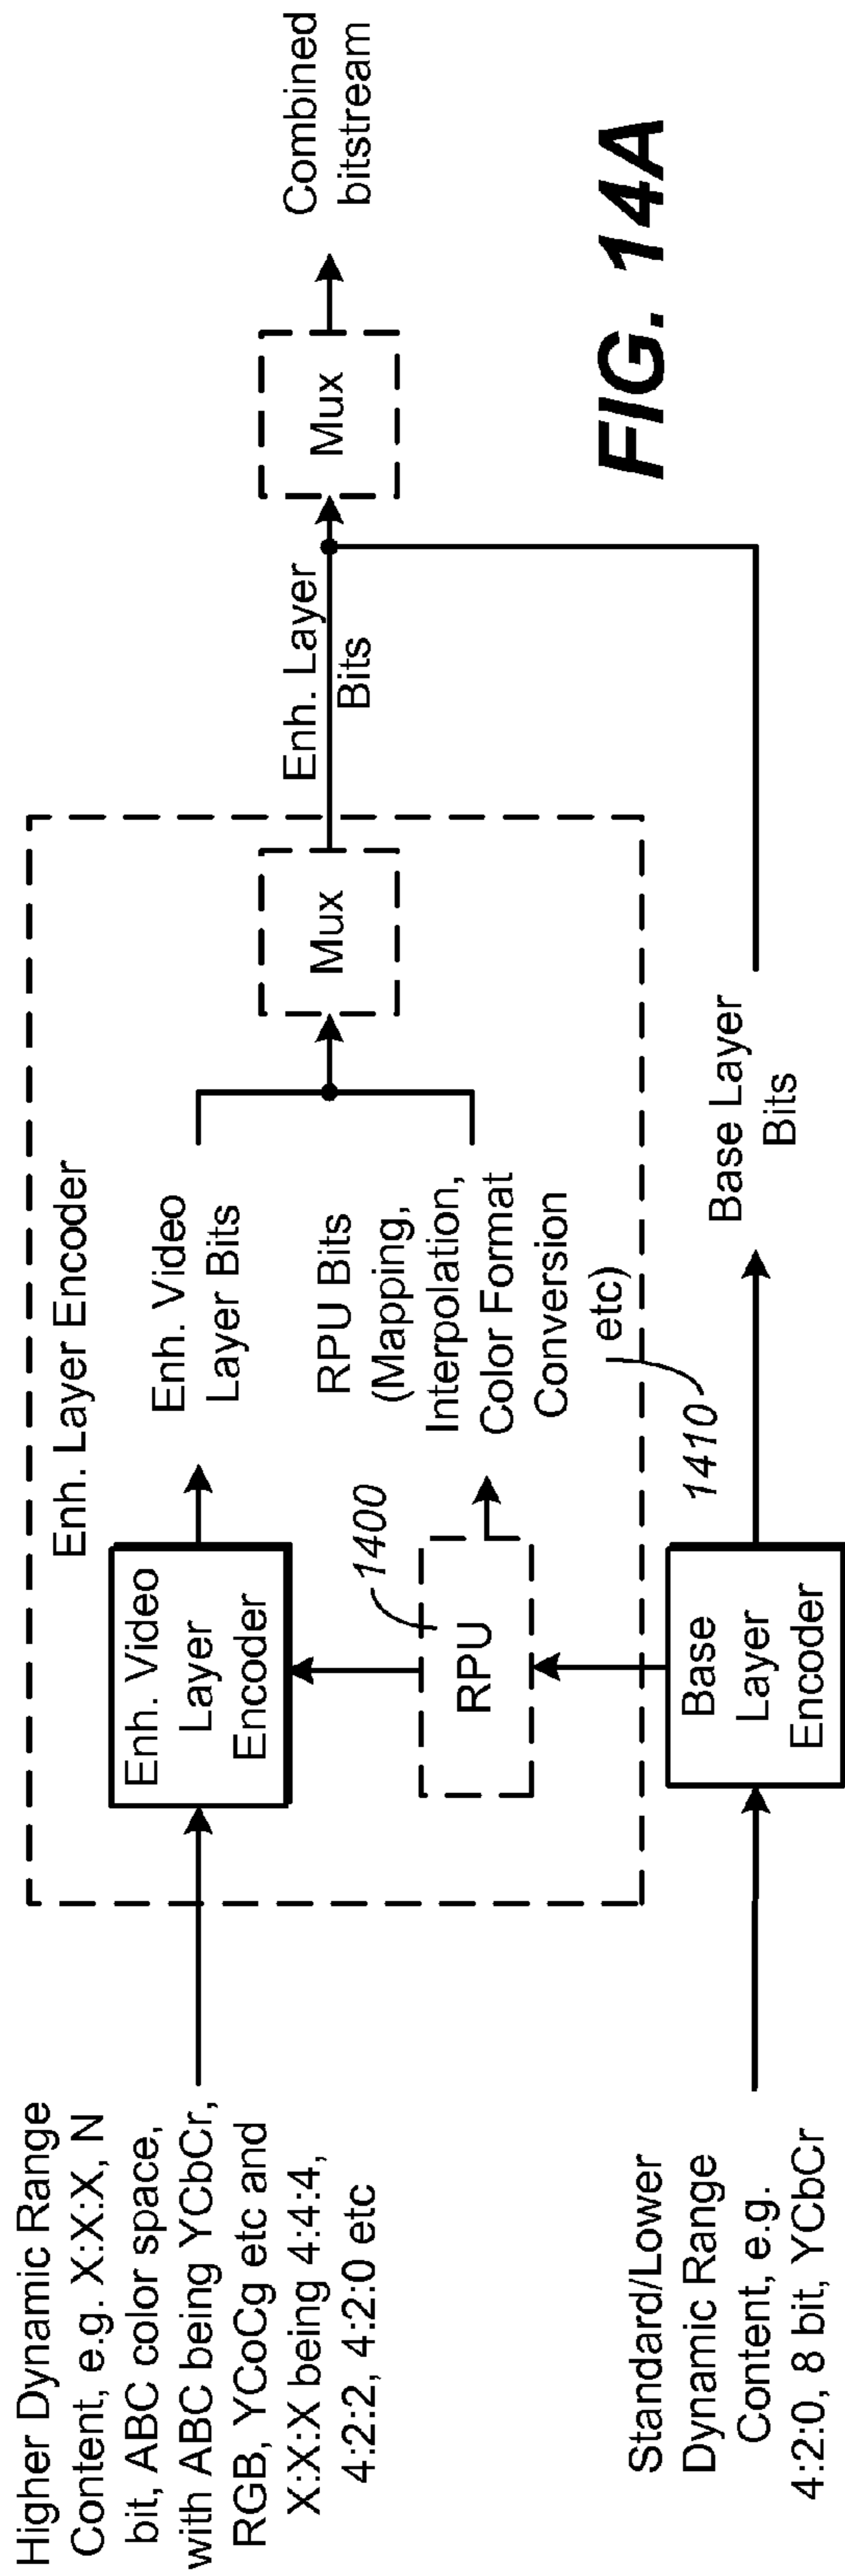 Higher Dynamic Range
Content, e.g. X:X:X, N
bit, ABC color space,
with ABC being YCbCr,
RGB, YCoCg etc and
X:X:X being 4:4:4,
4:2:2, 4:2:0 etc
Standard/Lower
Dynamic Range
Content, e.g.
4:2:0, 8 bit, YCbCr
Enh. Layer Encoder
Enh. Video
Layer
Encoder
1400
RPU
Base
Layer
Encoder
Enh. Video
Layer Bits
RPU Bits
(Mapping,
Interpolation,
Color Format
Conversion
etc)
1410
Base Layer
Bits
Mux
Enh. Layer
Bits
Mux
Combined
bitstream
FIG. 14A